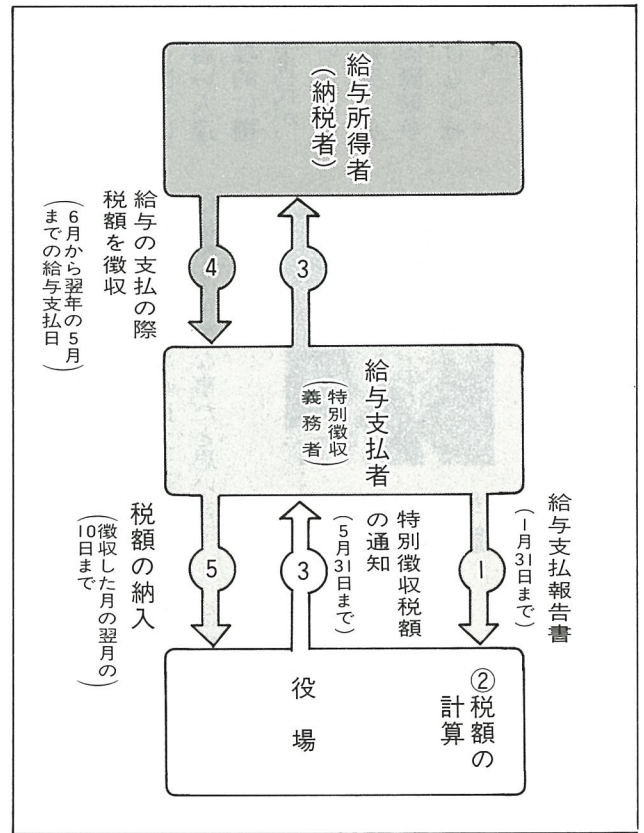 給与所得者
(納税者)
給与の支払の際
税額を徴収
(6月から翌年の5月
までの給与支払日)
4
3
給与支払者
(特別徴収
義務者)
税額の納入
(徴収した月の翌月の
10日まで)
5
3
特別徴収税額
の通知
(5月31日まで)
1
給与支払報告書
(1月31日まで)
②税額の
計算
役場